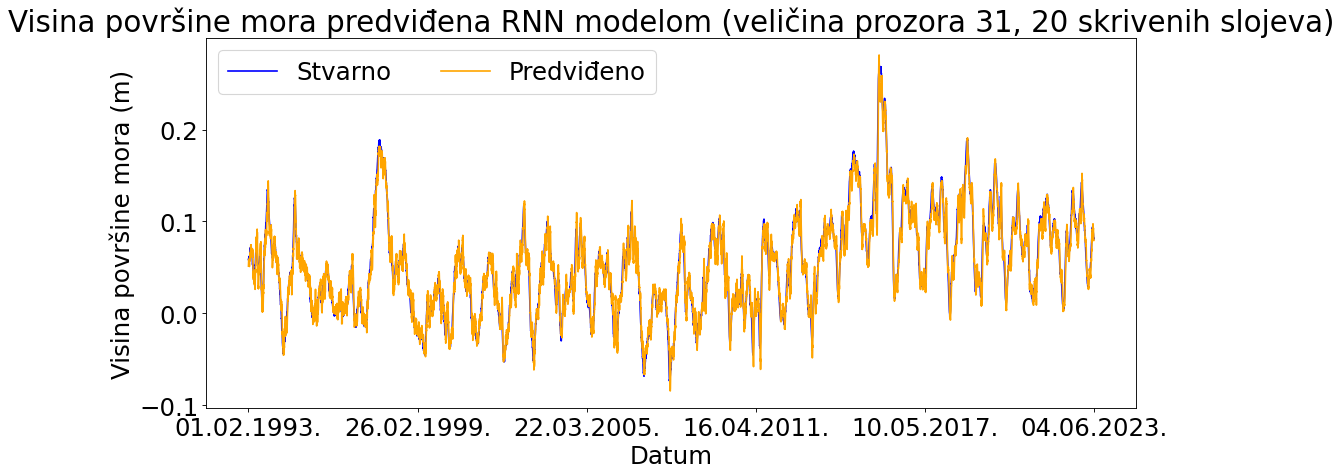 Visina površine mora predviđena RNN modelom (veličina prozora 31, 20 skrivenih slojeva)
Stvarno
Predviđeno
Visina površine mora (m)
0.2
0.1
0.0
−0.1
01.02.1993.
26.02.1999.
22.03.2005.
16.04.2011.
10.05.2017.
04.06.2023.
Datum